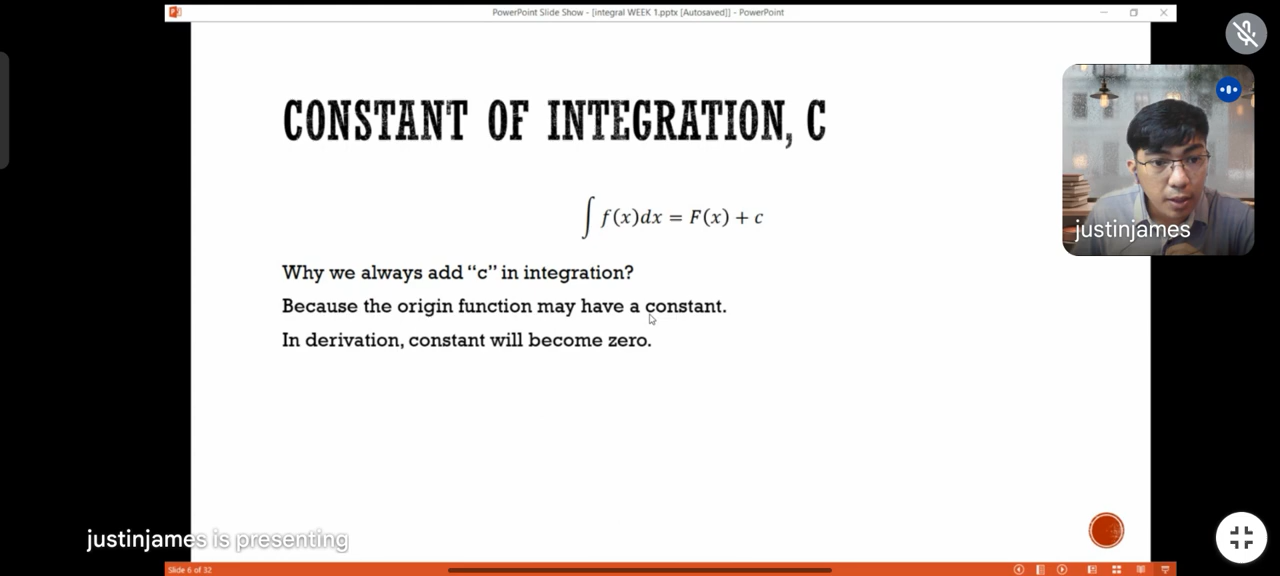 PowerPoint Slide Show - [integral WEEK 1.pptx [Autosaved]] - PowerPoint
CONSTANT OF INTEGRATION, C
∫ f(x)dx = F(x) + c
justinjames
Why we always add “c” in integration?
Because the origin function may have a constant.
In derivation, constant will become zero.
justinjames is presenting
Slide 6 of 32